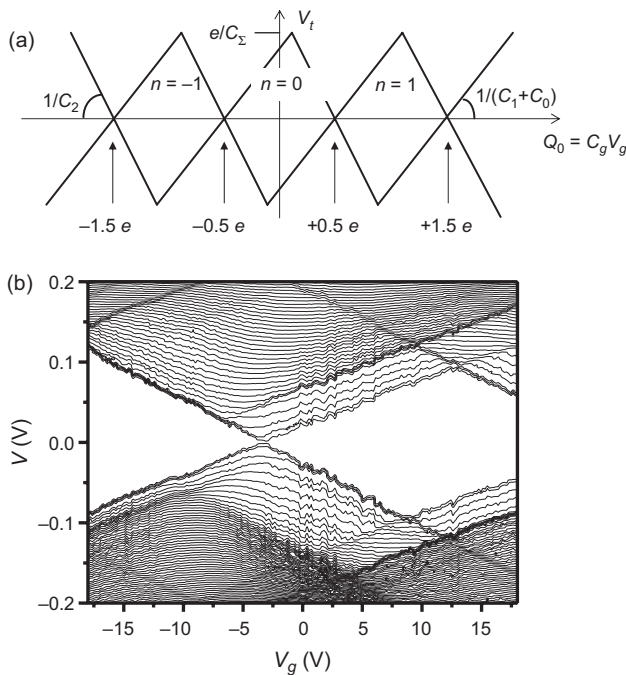 (a)
V_t
e/C_Σ
n = –1
n = 0
n = 1
1/C_2
1/(C_1+C_0)
Q_0 = C_gV_g
–1.5 e
–0.5 e
+0.5 e
+1.5 e
(b)
0.2
0.1
0.0
–0.1
–0.2
V (V)
–15
–10
–5
0
5
10
15
V_g (V)